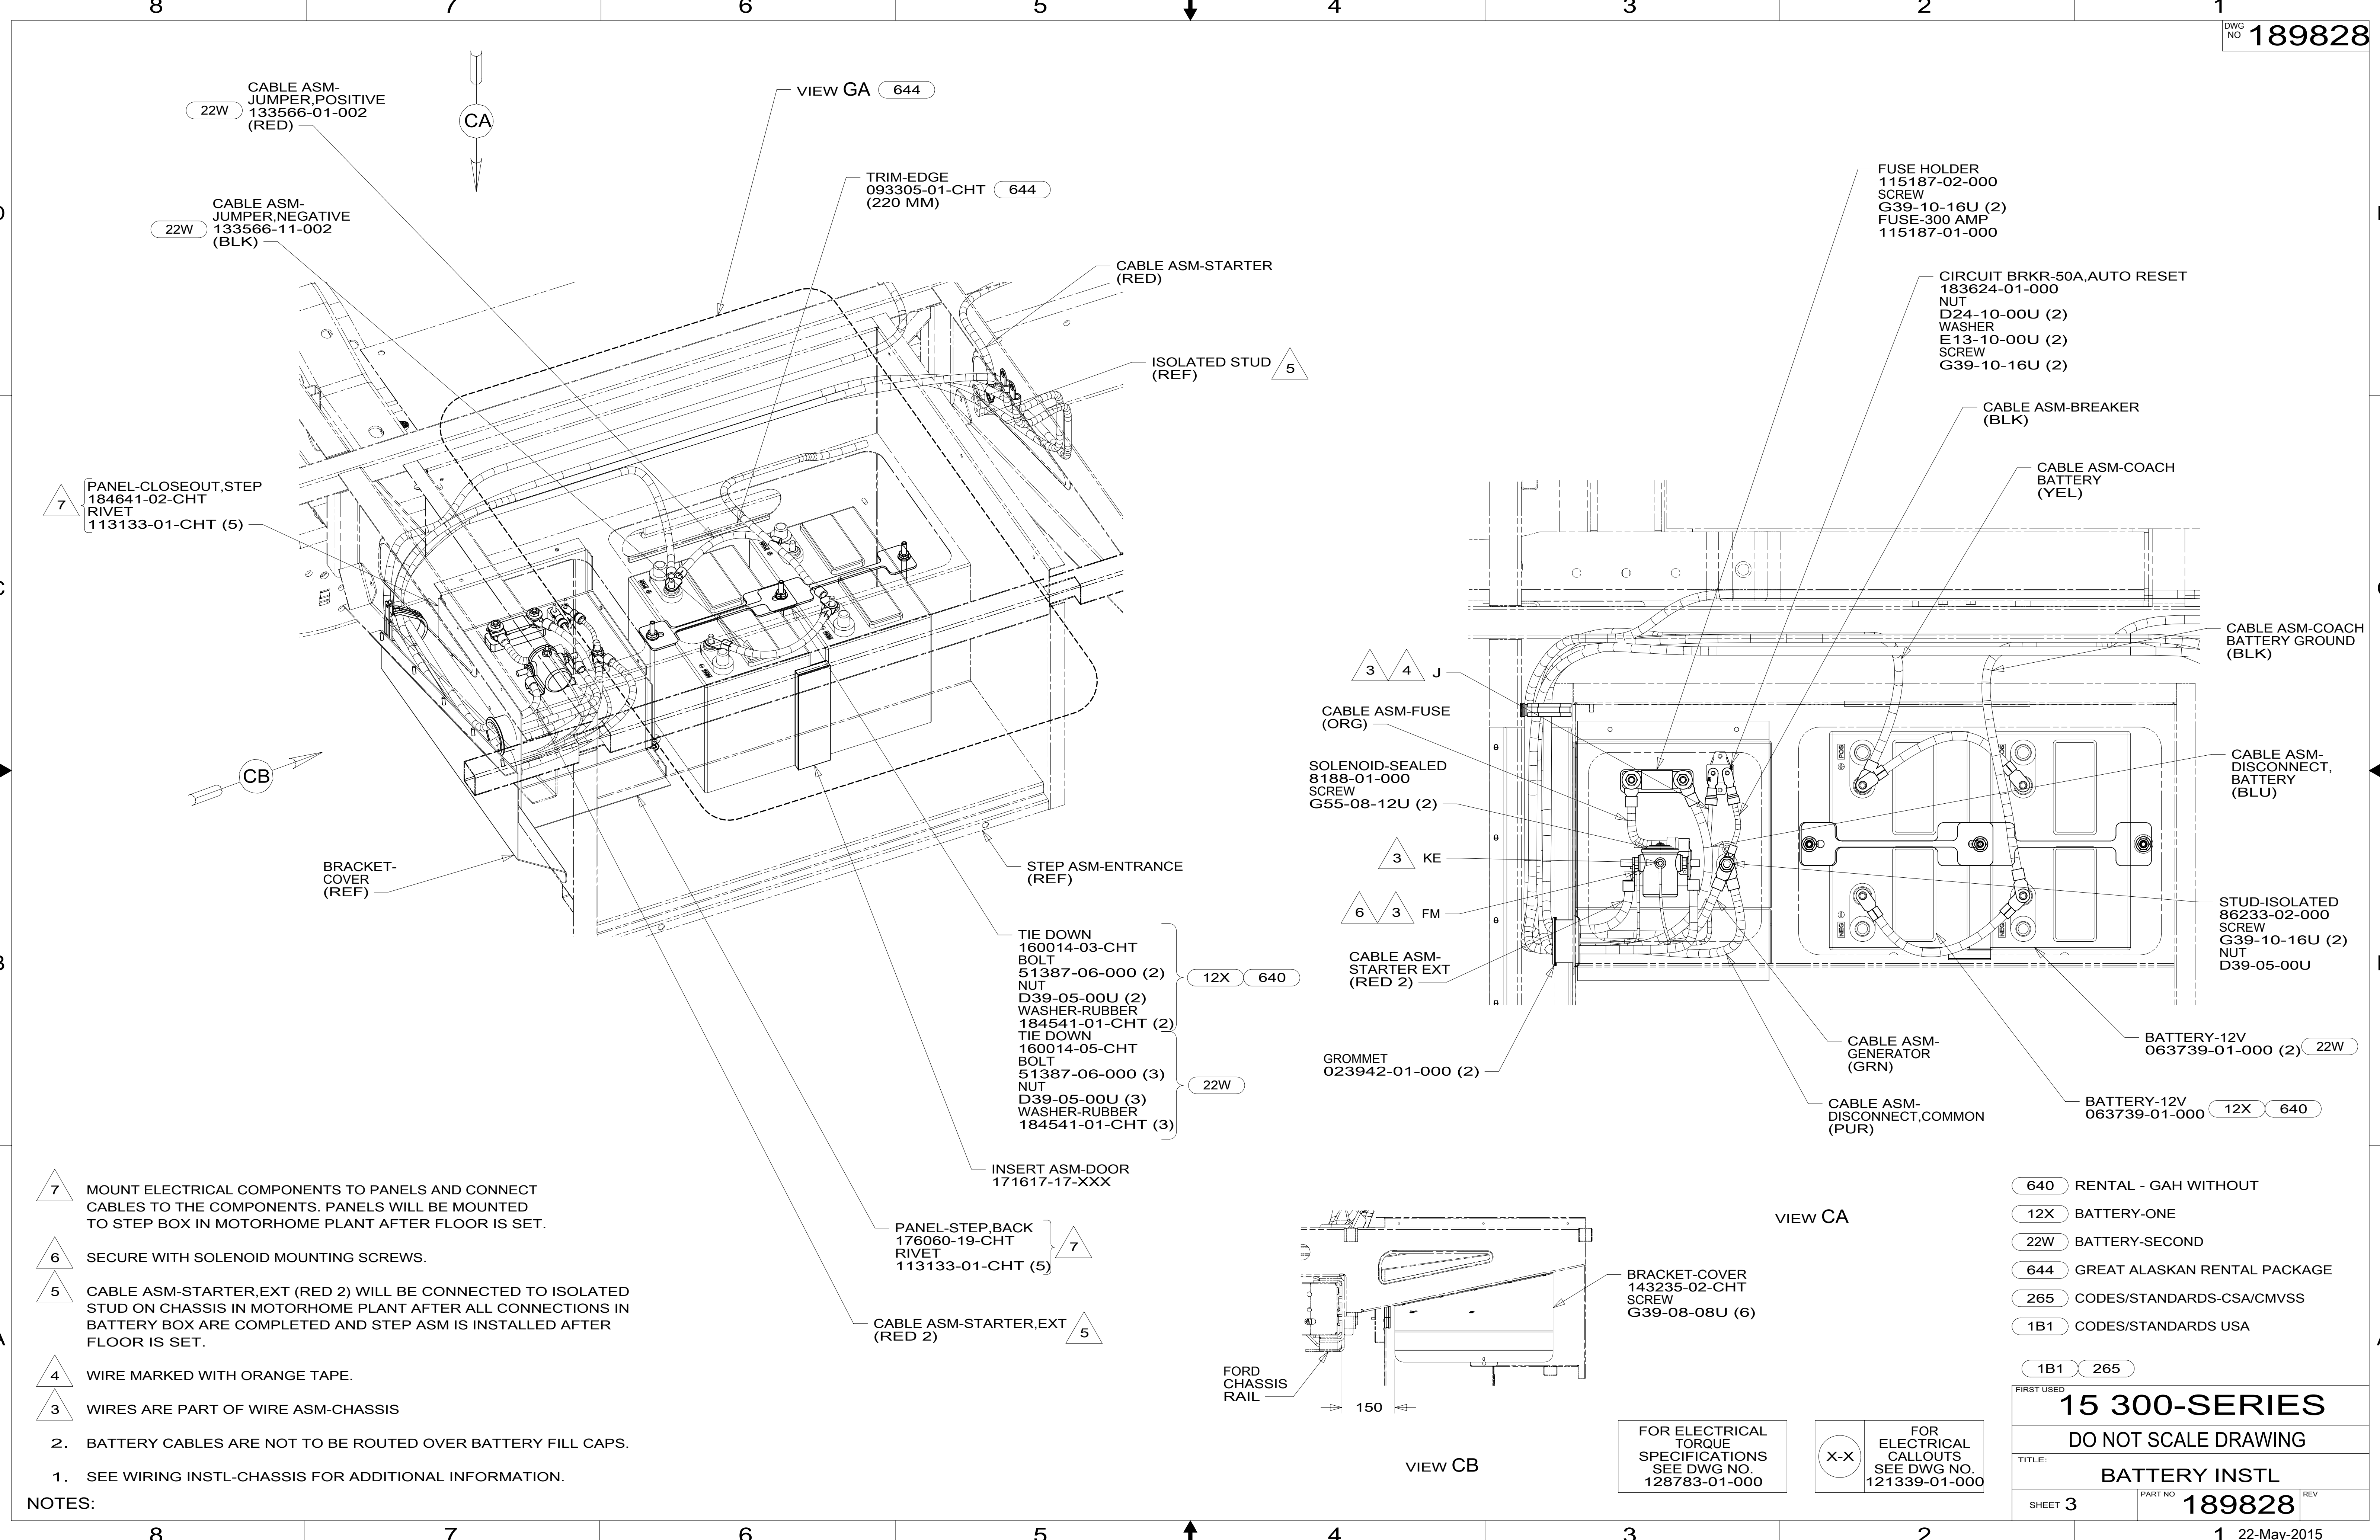 8 7 6 5 4 3 2 1
DWG
NO 189828
CABLE ASM-
JUMPER,POSITIVE
22W 133566-01-002
(RED)
CA
VIEW GA 644
TRIM-EDGE
093305-01-CHT 644
(220 MM)
CABLE ASM-
JUMPER,NEGATIVE
22W 133566-11-002
(BLK)
CABLE ASM-STARTER
(RED)
ISOLATED STUD 5
(REF)
7 PANEL-CLOSEOUT,STEP
184641-02-CHT
RIVET
113133-01-CHT (5)
CB
BRACKET-
COVER
(REF)
STEP ASM-ENTRANCE
(REF)
TIE DOWN
160014-03-CHT
BOLT
51387-06-000 (2)
NUT
D39-05-00U (2)
WASHER-RUBBER
184541-01-CHT (2)
12X 640
TIE DOWN
160014-05-CHT
BOLT
51387-06-000 (3)
NUT
D39-05-00U (3)
WASHER-RUBBER
184541-01-CHT (3)
22W
INSERT ASM-DOOR
171617-17-XXX
PANEL-STEP,BACK
176060-19-CHT
RIVET
113133-01-CHT (5)
7
CABLE ASM-STARTER,EXT
(RED 2)
5
FUSE HOLDER
115187-02-000
SCREW
G39-10-16U (2)
FUSE-300 AMP
115187-01-000
CIRCUIT BRKR-50A,AUTO RESET
183624-01-000
NUT
D24-10-00U (2)
WASHER
E13-10-00U (2)
SCREW
G39-10-16U (2)
CABLE ASM-BREAKER
(BLK)
CABLE ASM-COACH
BATTERY
(YEL)
CABLE ASM-COACH
BATTERY GROUND
(BLK)
3 4 J
CABLE ASM-FUSE
(ORG)
SOLENOID-SEALED
8188-01-000
SCREW
G55-08-12U (2)
3 KE
6 3 FM
CABLE ASM-
STARTER EXT
(RED 2)
GROMMET
023942-01-000 (2)
POS
POS
NEG
NEG
CABLE ASM-
DISCONNECT,
BATTERY
(BLU)
STUD-ISOLATED
86233-02-000
SCREW
G39-10-16U (2)
NUT
D39-05-00U
BATTERY-12V
063739-01-000 (2) 22W
BATTERY-12V
063739-01-000 12X 640
CABLE ASM-
GENERATOR
(GRN)
CABLE ASM-
DISCONNECT,COMMON
(PUR)
VIEW CA
BRACKET-COVER
143235-02-CHT
SCREW
G39-08-08U (6)
FORD
CHASSIS
RAIL
150
VIEW CB
7 MOUNT ELECTRICAL COMPONENTS TO PANELS AND CONNECT
CABLES TO THE COMPONENTS. PANELS WILL BE MOUNTED
TO STEP BOX IN MOTORHOME PLANT AFTER FLOOR IS SET.
6 SECURE WITH SOLENOID MOUNTING SCREWS.
5 CABLE ASM-STARTER,EXT (RED 2) WILL BE CONNECTED TO ISOLATED
STUD ON CHASSIS IN MOTORHOME PLANT AFTER ALL CONNECTIONS IN
BATTERY BOX ARE COMPLETED AND STEP ASM IS INSTALLED AFTER
FLOOR IS SET.
4 WIRE MARKED WITH ORANGE TAPE.
3 WIRES ARE PART OF WIRE ASM-CHASSIS
2. BATTERY CABLES ARE NOT TO BE ROUTED OVER BATTERY FILL CAPS.
1. SEE WIRING INSTL-CHASSIS FOR ADDITIONAL INFORMATION.
NOTES:
640 RENTAL - GAH WITHOUT
12X BATTERY-ONE
22W BATTERY-SECOND
644 GREAT ALASKAN RENTAL PACKAGE
265 CODES/STANDARDS-CSA/CMVSS
1B1 CODES/STANDARDS USA
1B1 265
FOR ELECTRICAL
TORQUE
SPECIFICATIONS
SEE DWG NO.
128783-01-000
X-X
FOR
ELECTRICAL
CALLOUTS
SEE DWG NO.
121339-01-000
FIRST USED
15 300-SERIES
DO NOT SCALE DRAWING
TITLE:
BATTERY INSTL
SHEET 3
PART NO 189828 REV
8 7 6 5 4 3 2 1
22-May-2015